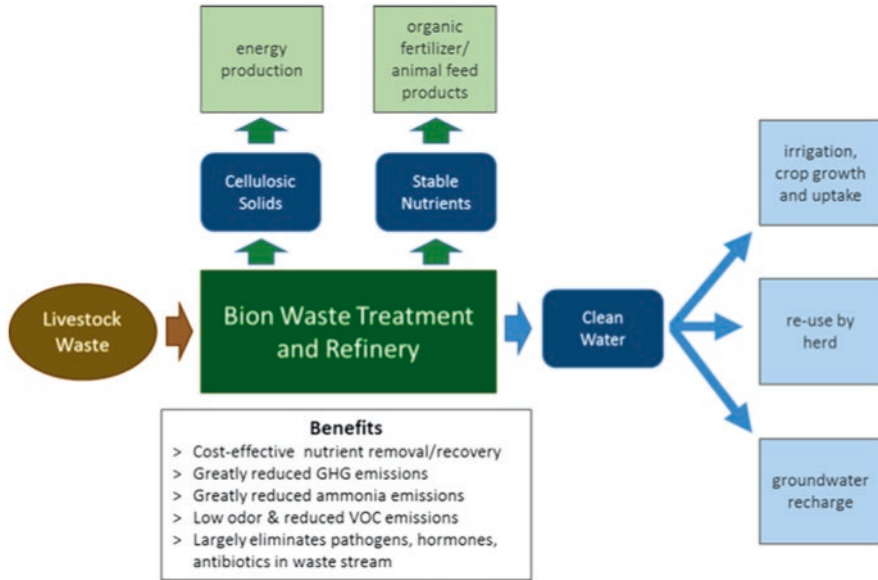 energy
production
organic
fertilizer/
animal feed
products
Cellulosic
Solids
Stable
Nutrients
irrigation,
crop growth
and uptake
Livestock
Waste
Bion Waste Treatment
and Refinery
Clean
Water
re-use by
herd
Benefits
> Cost-effective nutrient removal/recovery
> Greatly reduced GHG emissions
> Greatly reduced ammonia emissions
> Low odor & reduced VOC emissions
> Largely eliminates pathogens, hormones,
antibiotics in waste stream
groundwater
recharge